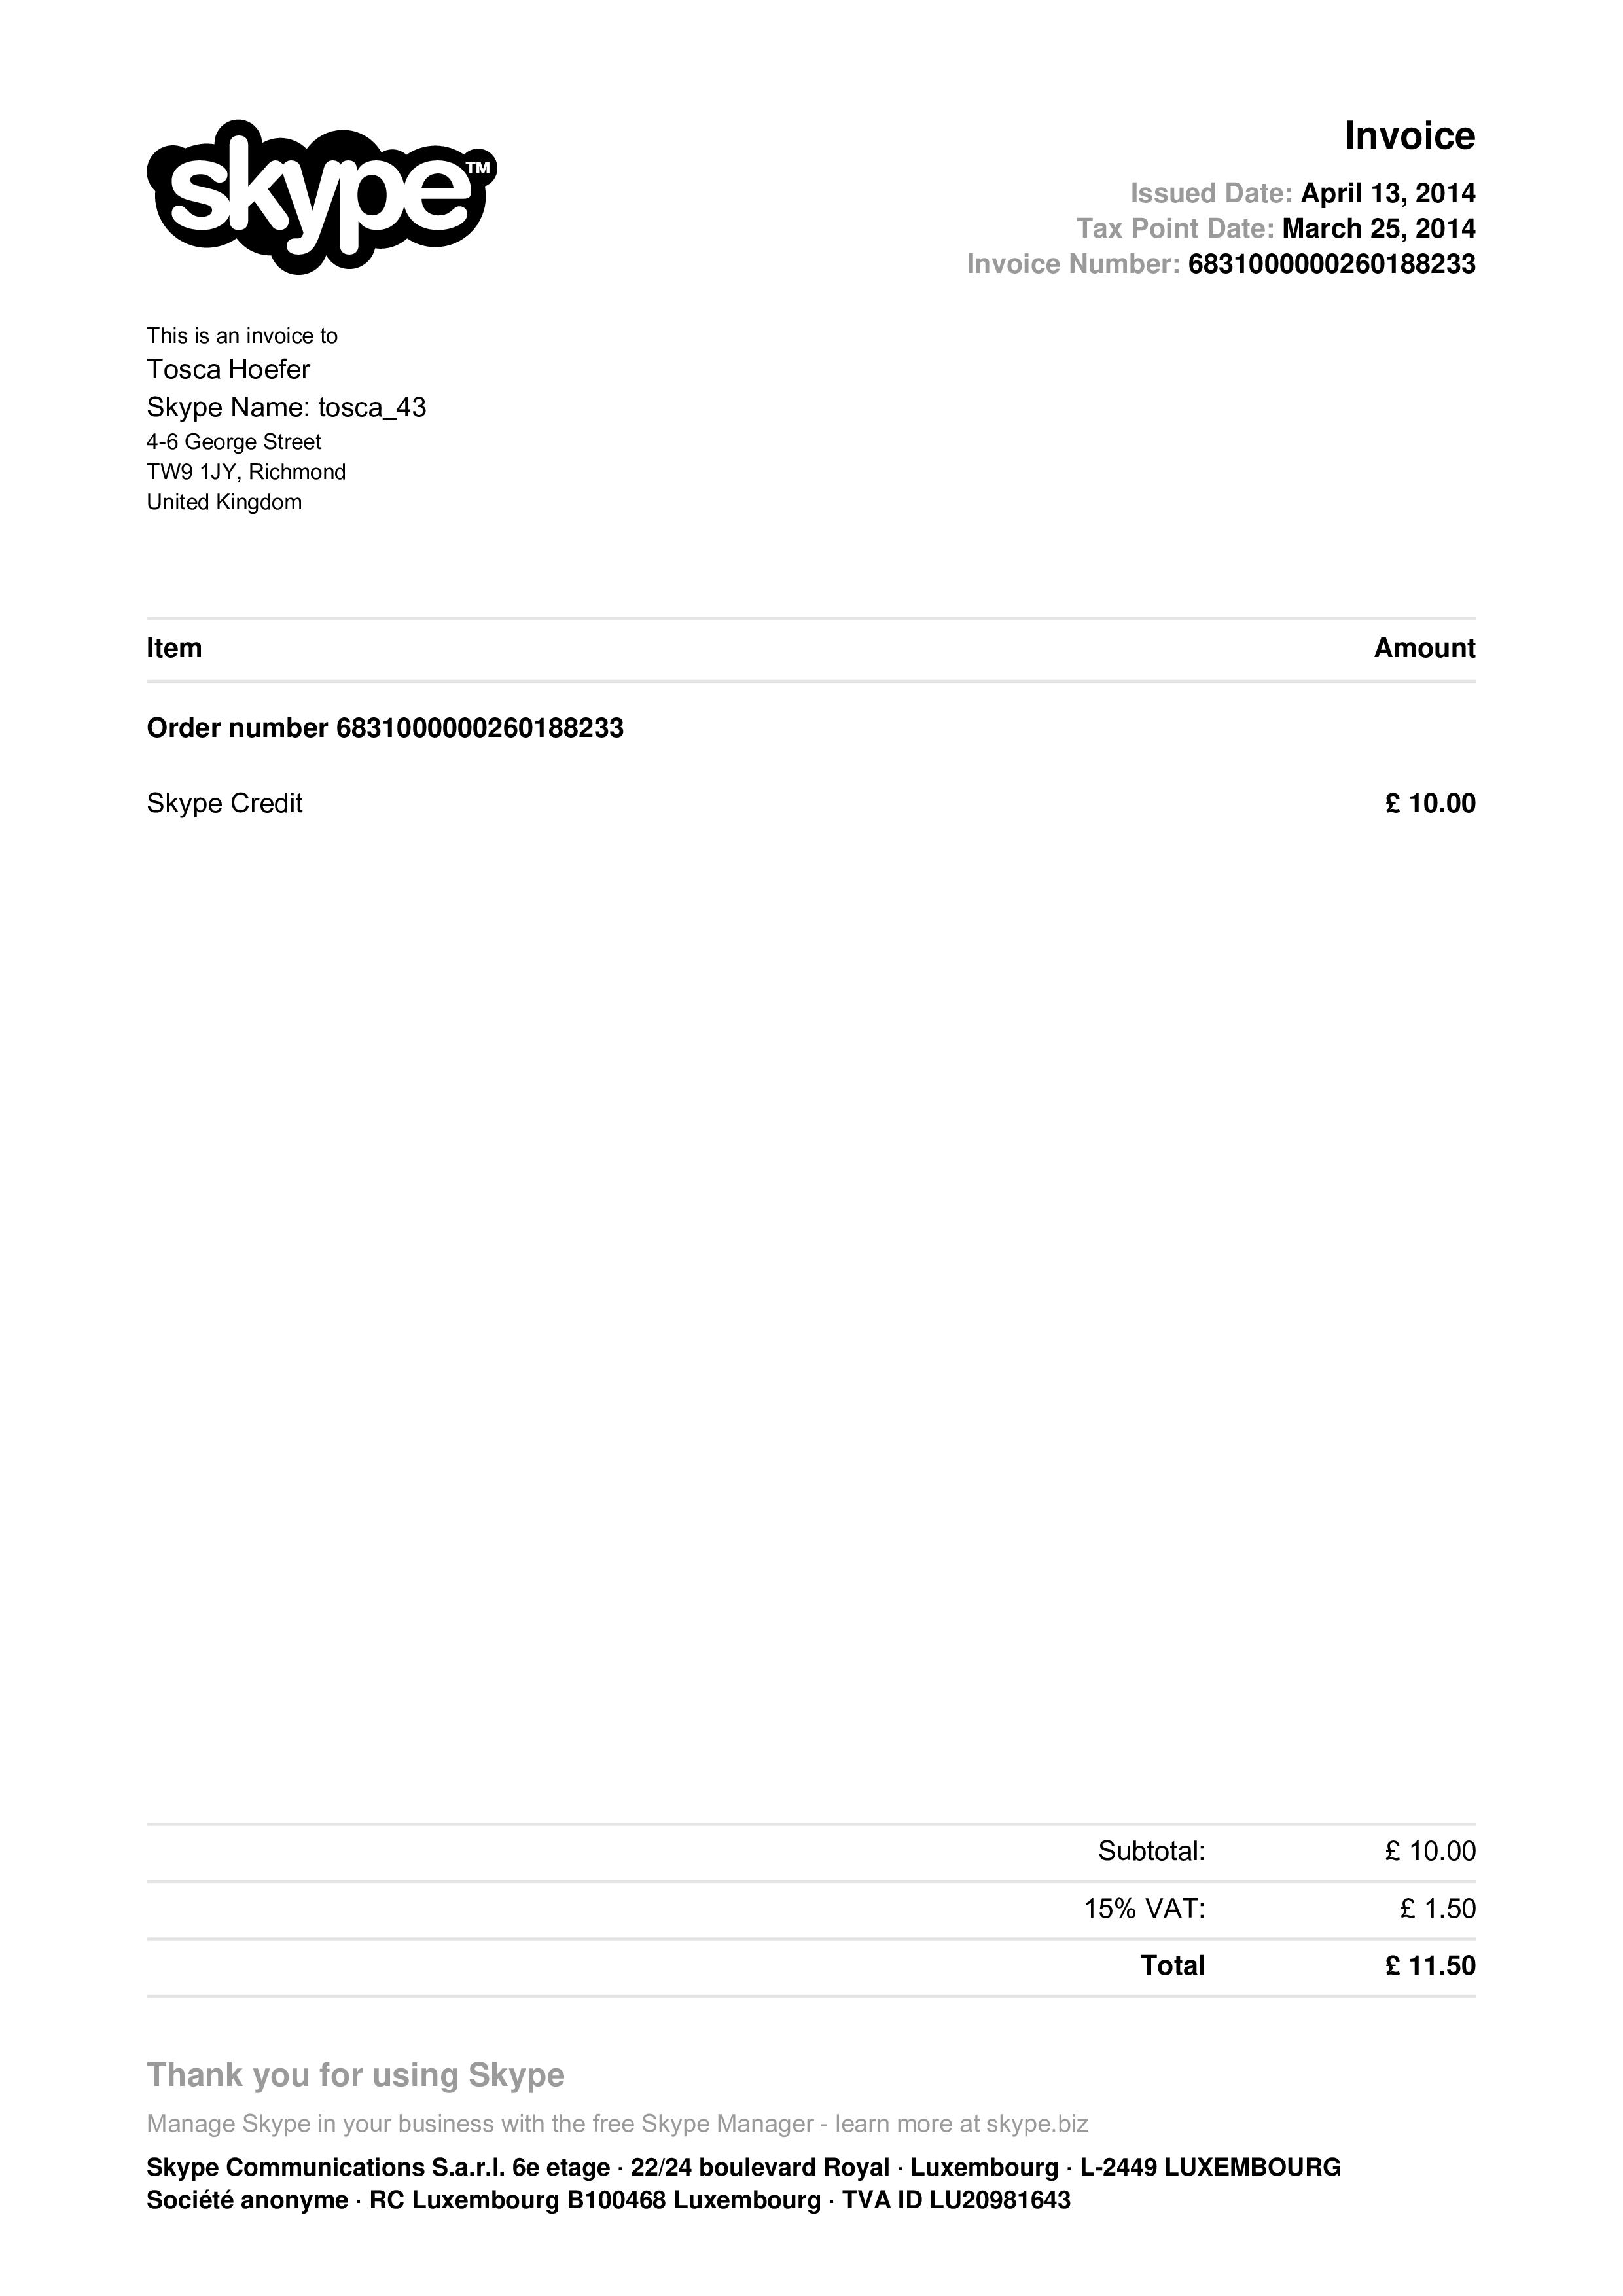 skype™
Invoice
Issued Date: April 13, 2014
Tax Point Date: March 25, 2014
Invoice Number: 6831000000260188233
This is an invoice to
Tosca Hoefer
Skype Name: tosca_43
4-6 George Street
TW9 1JY, Richmond
United Kingdom
Item Amount
Order number 6831000000260188233
Skype Credit £ 10.00
Subtotal: £ 10.00
15% VAT: £ 1.50
Total £ 11.50
Thank you for using Skype
Manage Skype in your business with the free Skype Manager - learn more at skype.biz
Skype Communications S.a.r.l. 6e etage · 22/24 boulevard Royal · Luxembourg · L-2449 LUXEMBOURG
Société anonyme · RC Luxembourg B100468 Luxembourg · TVA ID LU20981643